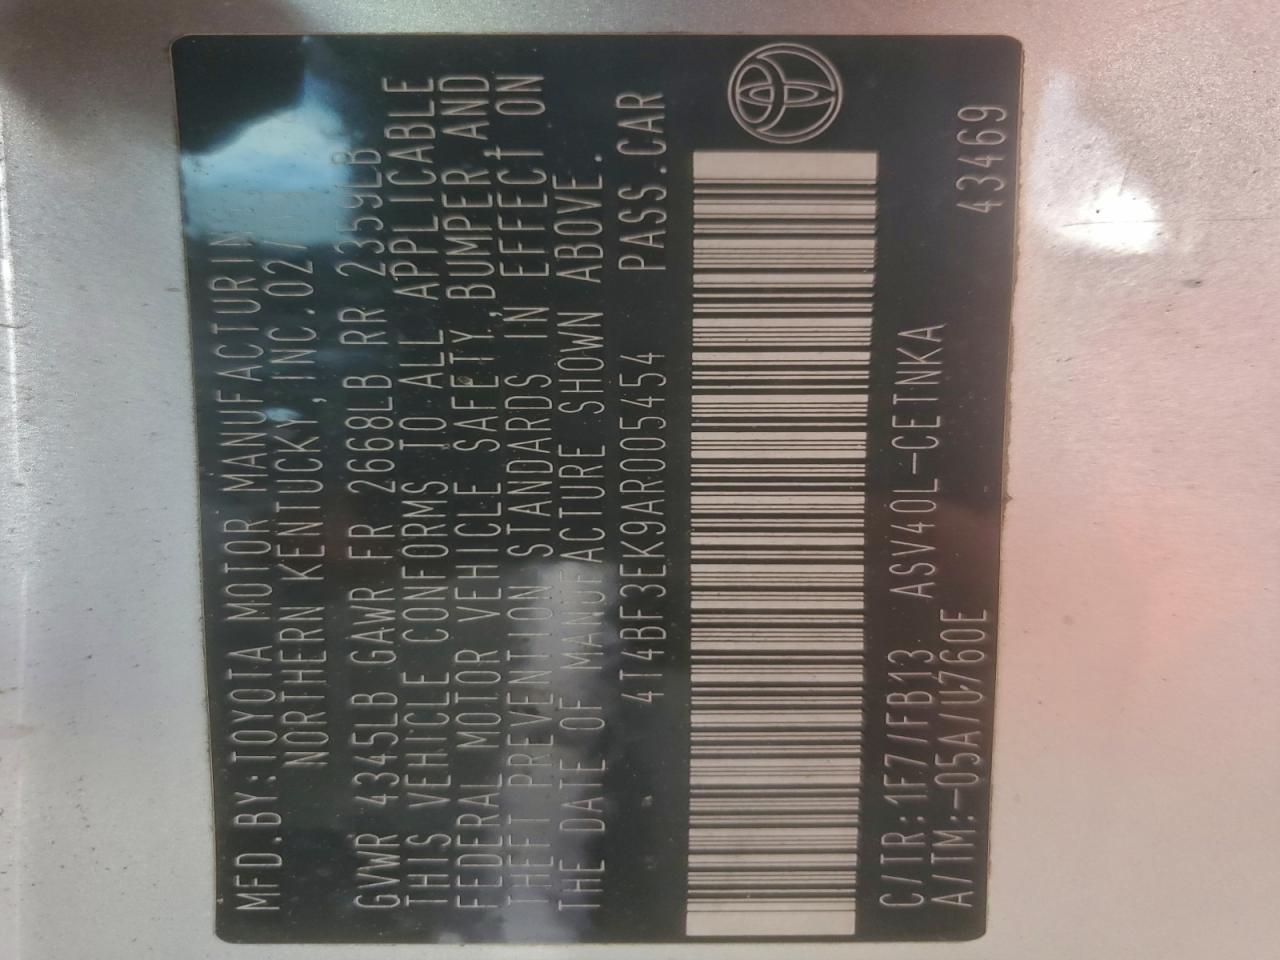 MFD.BY:TOYOTA MOTOR MANUFACTURIN
NORTHERN KENTUCKY,INC.02/
GVWR 4345LB GAWR FR 2668LB RR 2359LB
THIS VEHICLE CONFORMS TO ALL APPLICABLE
FEDERAL MOTOR VEHICLE SAFETY,BUMPER AND
THEFT PREVENTION STANDARDS IN EFFECT ON
THE DATE OF MANUFACTURE SHOWN ABOVE.
4T4BF3EK9AR005454 PASS.CAR
C/TR:1F7/FB13 ASV40L-CETNKA
A/TM:-05A/U760E 43469